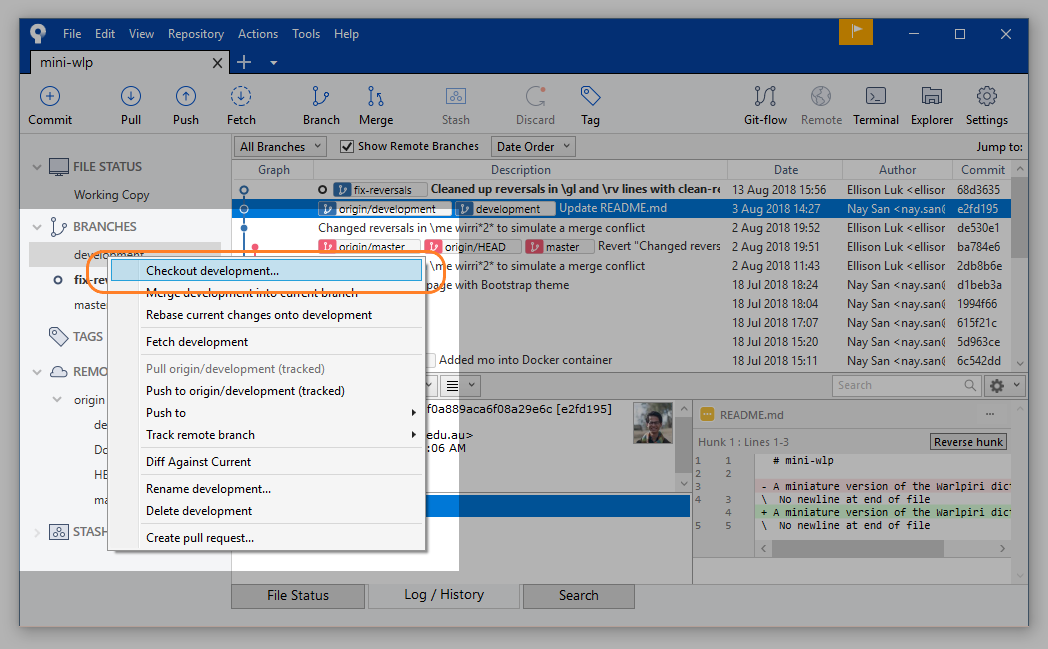 File Edit View Repository Actions Tools Help
mini-wlp
Commit Pull Push Fetch Branch Merge Stash Discard Tag Git-flow Remote Terminal Explorer Settings
All Branches Show Remote Branches Date Order Jump to:
Graph Description Date Author Commit
fix-reversals Cleaned up reversals in \gl and \rv lines with clean-re 13 Aug 2018 15:56 Ellison Luk <ellison 68d3635
origin/development development Update README.md 3 Aug 2018 14:27 Nay San <nay.san@ e2fd195
Changed reversals in \me wirri*2* to simulate a merge conflict 2 Aug 2018 19:52 Ellison Luk <ellison de530e1
origin/master origin/HEAD master Revert "Changed revers 2 Aug 2018 19:51 Ellison Luk <ellison ba784e6
\me wirri*2* to simulate a merge conflict 2 Aug 2018 11:43 Ellison Luk <ellison 2db8b6e
page with Bootstrap theme 18 Jul 2018 18:24 Nay San <nay.san@ d1beb3a
18 Jul 2018 18:04 Nay San <nay.san@ 1994f66
18 Jul 2018 17:07 Nay San <nay.san@ 615f21c
18 Jul 2018 15:20 Nay San <nay.san@ 5d963ce
Added mo into Docker container 18 Jul 2018 15:11 Nay San <nay.san@ 6c542dd
FILE STATUS
Working Copy
BRANCHES
development
fix-rev
maste
TAGS
REMO
origin
de
Do
HE
ma
STASH
Checkout development...
Merge development into current branch
Rebase current changes onto development
Fetch development
Pull origin/development (tracked)
Push to origin/development (tracked)
Push to
Track remote branch
Diff Against Current
Rename development...
Delete development
Create pull request...
Search
f0a889aca6f08a29e6c [e2fd195]
edu.au>
:06 AM
README.md ...
Hunk 1 : Lines 1-3 Reverse hunk
1 1 # mini-wlp
2 2
3 - A miniature version of the Warlpiri dict
4 3 \ No newline at end of file
4 + A miniature version of the Warlpiri dict
5 5 \ No newline at end of file
File Status Log / History Search